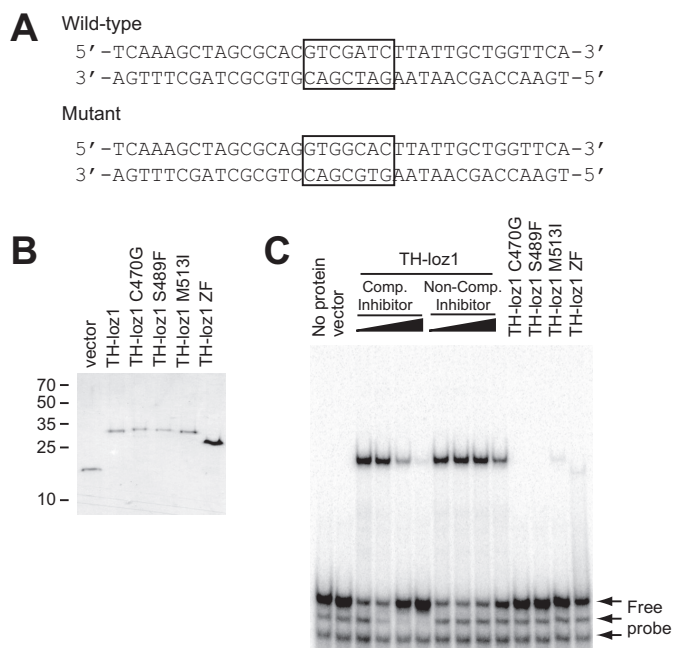 A
Wild-type
5′-TCAAAGCTAGCGCACGTCGATCTTATTGCTGGTTCA-3′
3′-AGTTTCGATCGCGTGCAGCTAGAATAACGACCAAGT-5′
Mutant
5′-TCAAAGCTAGCGCAGGTGGCACTTATTGCTGGTTCA-3′
3′-AGTTTCGATCGCGTCCAGCGTGAATAACGACCAAGT-5′
B
vector
TH-loz1
TH-loz1 C470G
TH-loz1 S489F
TH-loz1 M513I
TH-loz1 ZF
70
50
35
25
10
C
No protein
vector
TH-loz1
Comp.
Inhibitor
Non-Comp.
Inhibitor
TH-loz1 C470G
TH-loz1 S489F
TH-loz1 M513I
TH-loz1 ZF
Free
probe